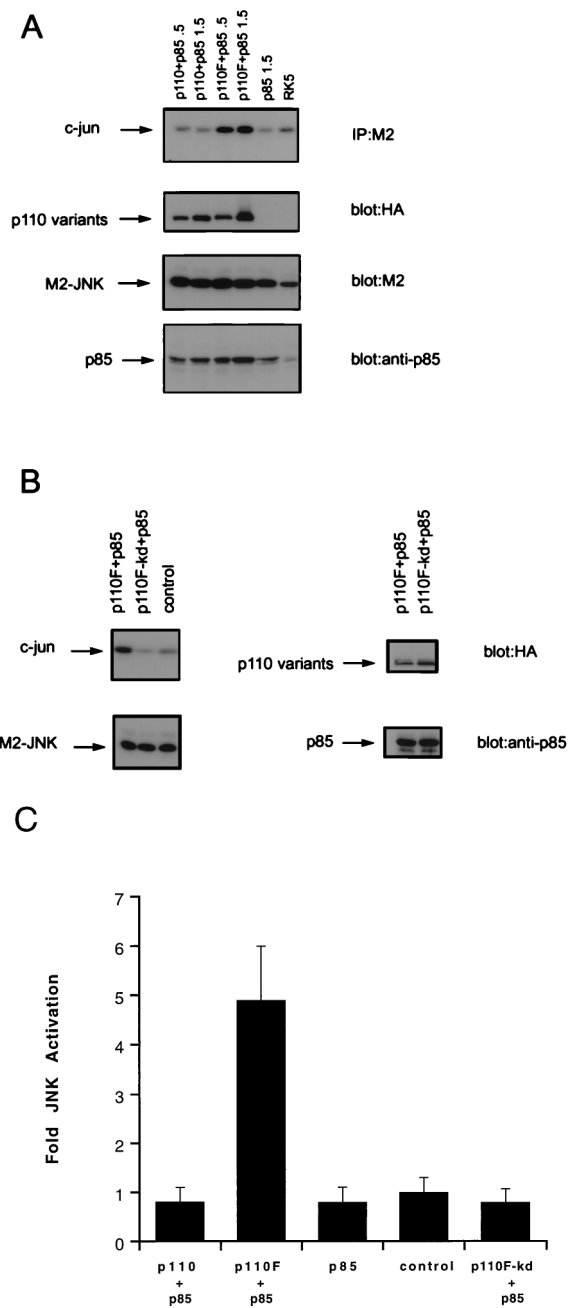 A
p110+p85 .5
p110+p85 1.5
p110F+p85 .5
p110F+p85 1.5
p85 1.5
RK5
c-jun
IP:M2
p110 variants
blot:HA
M2-JNK
blot:M2
p85
blot:anti-p85
B
p110F+p85
p110F-kd+p85
control
p110F+p85
p110F-kd+p85
c-jun
p110 variants
blot:HA
M2-JNK
p85
blot:anti-p85
C
Fold JNK Activation
7
6
5
4
3
2
1
0
p110
+
p85
p110F
+
p85
p85
control
p110F-kd
+
p85